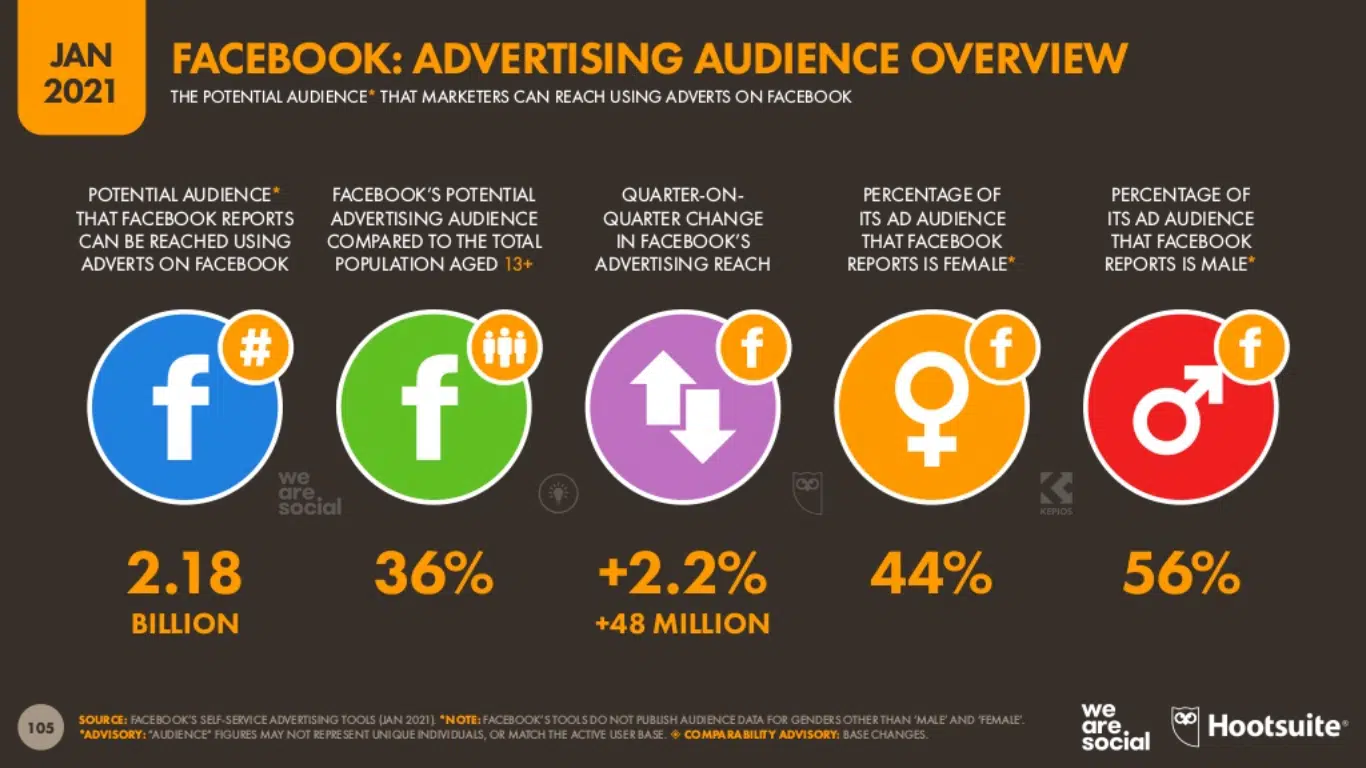 JAN
2021
FACEBOOK: ADVERTISING AUDIENCE OVERVIEW
THE POTENTIAL AUDIENCE* THAT MARKETERS CAN REACH USING ADVERTS ON FACEBOOK
POTENTIAL AUDIENCE*
THAT FACEBOOK REPORTS
CAN BE REACHED USING
ADVERTS ON FACEBOOK
FACEBOOK'S POTENTIAL
ADVERTISING AUDIENCE
COMPARED TO THE TOTAL
POPULATION AGED 13+
QUARTER-ON-
QUARTER CHANGE
IN FACEBOOK'S
ADVERTISING REACH
PERCENTAGE OF
ITS AD AUDIENCE
THAT FACEBOOK
REPORTS IS FEMALE*
PERCENTAGE OF
ITS AD AUDIENCE
THAT FACEBOOK
REPORTS IS MALE*
f
#
f
f
f
f
we
are
social
KEPIOS
2.18
BILLION
36%
+2.2%
+48 MILLION
44%
56%
105
SOURCE: FACEBOOK'S SELF-SERVICE ADVERTISING TOOLS (JAN 2021). *NOTE: FACEBOOK'S TOOLS DO NOT PUBLISH AUDIENCE DATA FOR GENDERS OTHER THAN 'MALE' AND 'FEMALE'.
*ADVISORY: "AUDIENCE" FIGURES MAY NOT REPRESENT UNIQUE INDIVIDUALS, OR MATCH THE ACTIVE USER BASE. ◈ COMPARABILITY ADVISORY: BASE CHANGES.
we
are
social
Hootsuite®